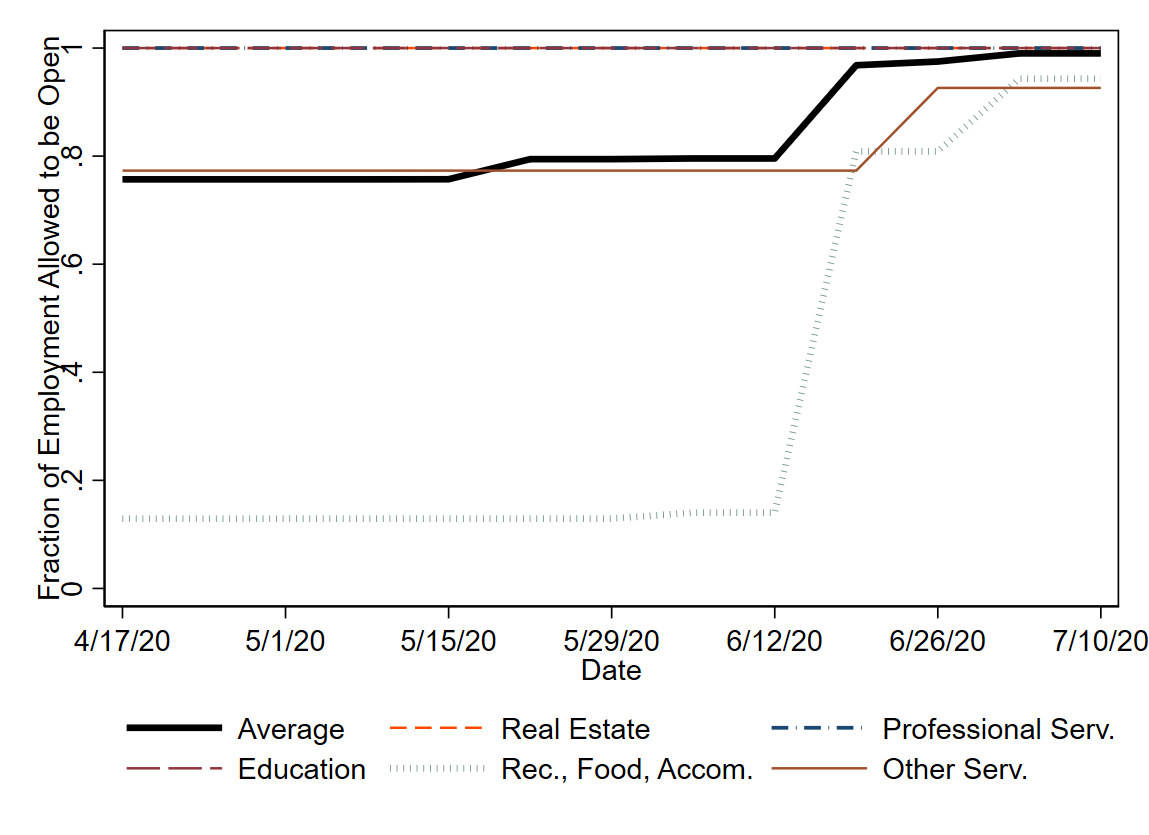 Fraction of Employment Allowed to be Open
1
.8
.6
.4
.2
0
4/17/20 5/1/20 5/15/20 5/29/20 6/12/20 6/26/20 7/10/20
Date
Average Real Estate Professional Serv.
Education Rec., Food, Accom. Other Serv.